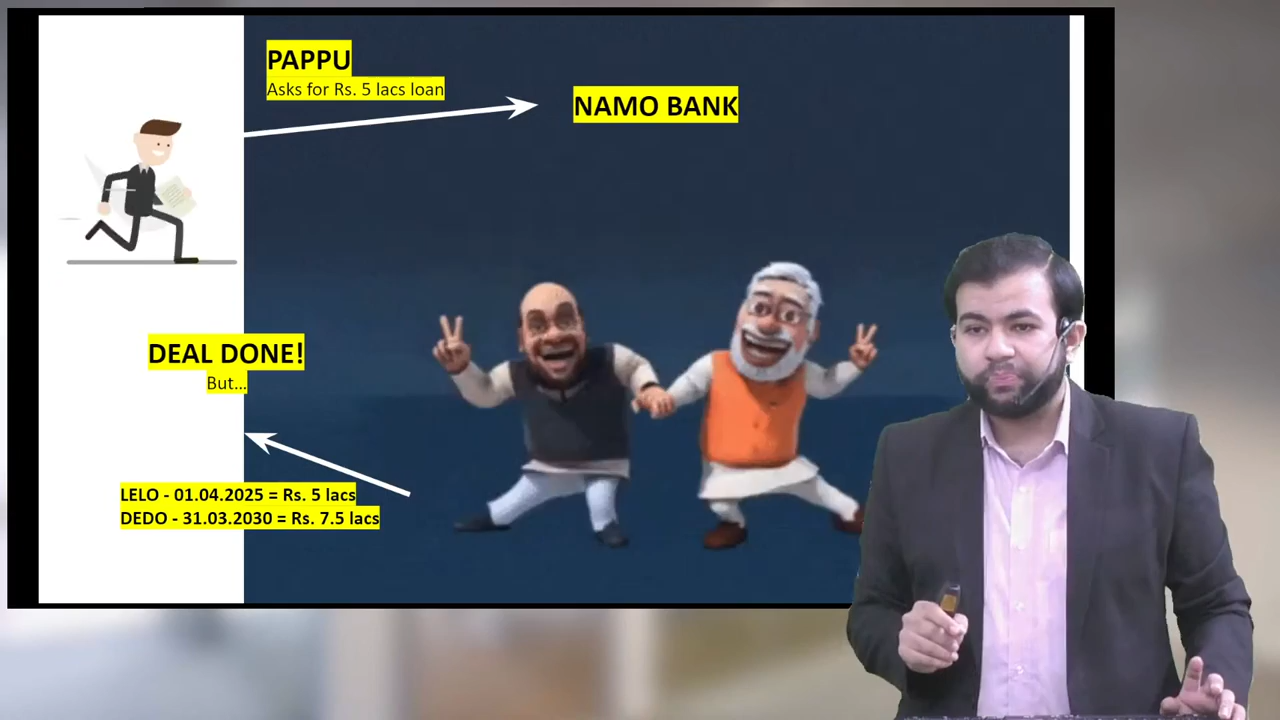 PAPPU
Asks for Rs. 5 lacs loan
NAMO BANK
DEAL DONE!
But...
LELO - 01.04.2025 = Rs. 5 lacs
DEDO - 31.03.2030 = Rs. 7.5 lacs